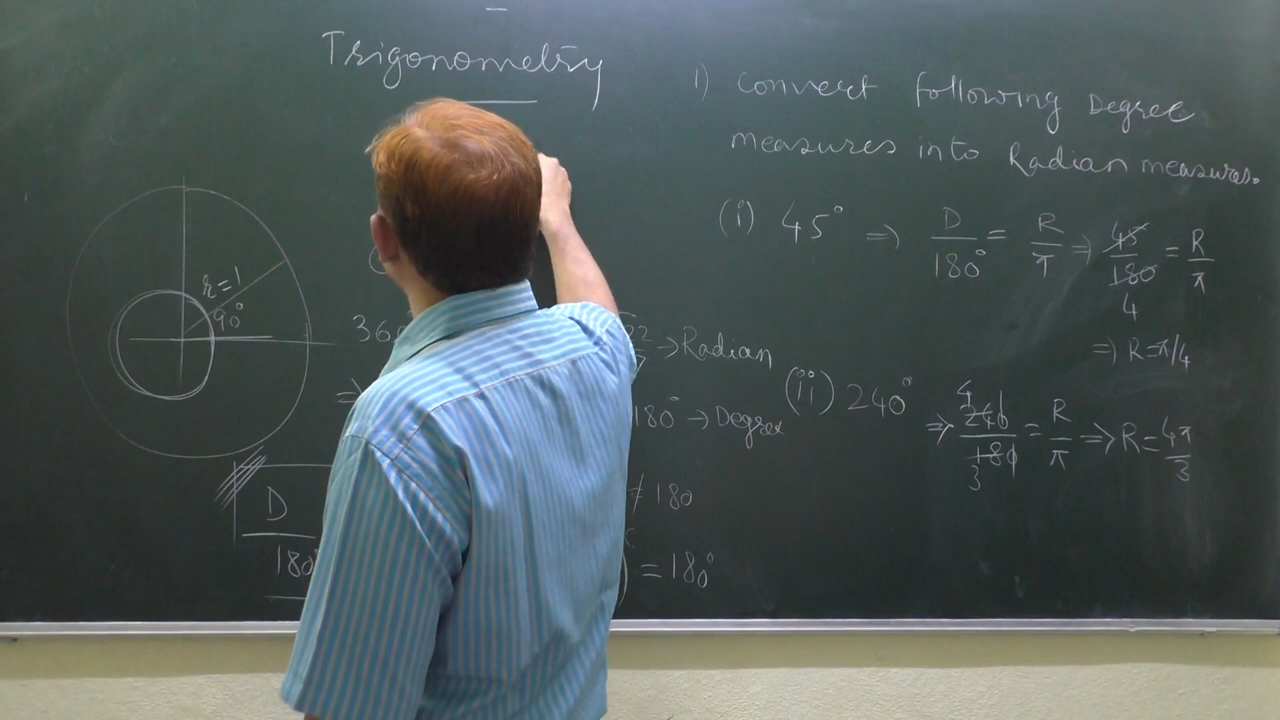 Trigonometry
r=1
90°
36
22 → Radian
⇒
180° → Degree
≠ 180
D
180
) = 180°
1) Convert following Degree
measures into Radian measures.
(i) 45° ⇒ D/180° = R/π ⇒ 45/180 = R/π
4
⇒ R=π/4
(ii) 240° ⇒ 240/180 = R/π ⇒ R = 4π/3
4
3